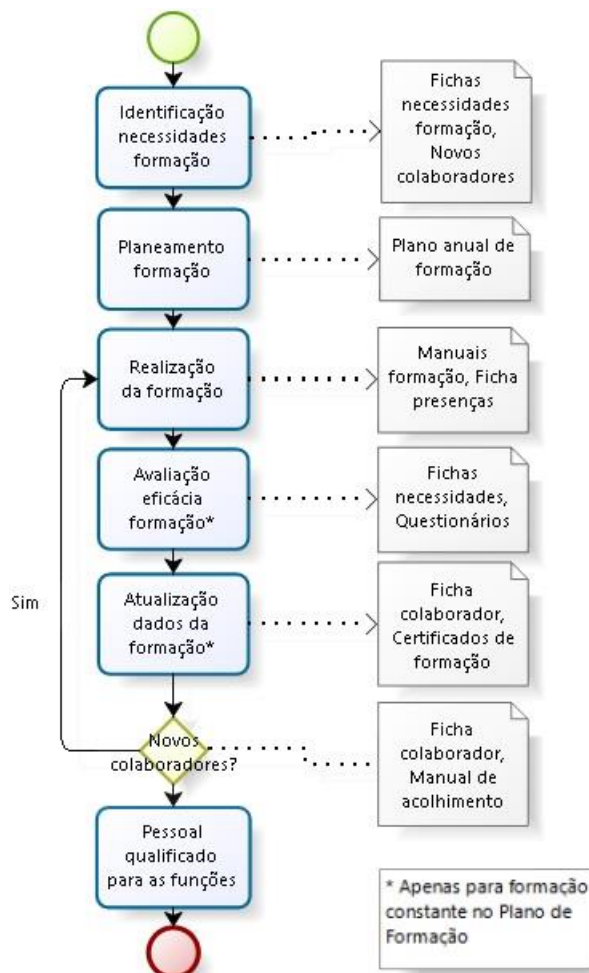 Identificação
necessidades
formação
Fichas
necessidades
formação,
Novos
colaboradores
Planeamento
formação
Plano anual de
formação
Realização
da formação
Manuais
formação, Ficha
presenças
Avaliação
eficácia
formação*
Fichas
necessidades,
Questionários
Sim
Atualização
dados da
formação*
Ficha
colaborador,
Certificados de
formação
Novos
colaboradores?
Ficha
colaborador,
Manual de
acolhimento
Pessoal
qualificado
para as funções
* Apenas para formação
constante no Plano de
Formação